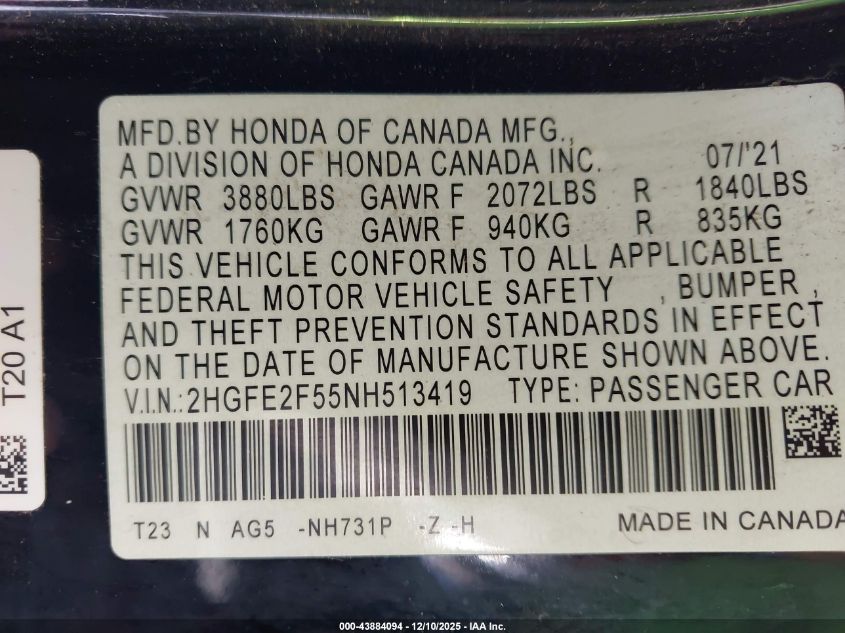 MFD.BY HONDA OF CANADA MFG.,
A DIVISION OF HONDA CANADA INC. 07/'21
GVWR 3880LBS GAWR F 2072LBS R 1840LBS
GVWR 1760KG GAWR F 940KG R 835KG
THIS VEHICLE CONFORMS TO ALL APPLICABLE
FEDERAL MOTOR VEHICLE SAFETY , BUMPER ,
AND THEFT PREVENTION STANDARDS IN EFFECT
ON THE DATE OF MANUFACTURE SHOWN ABOVE.
V.I.N.:2HGFE2F55NH513419 TYPE: PASSENGER CAR
T23 N AG5 -NH731P -Z -H MADE IN CANADA
T20 A1
000-43884094 - 12/10/2025 - IAA Inc.